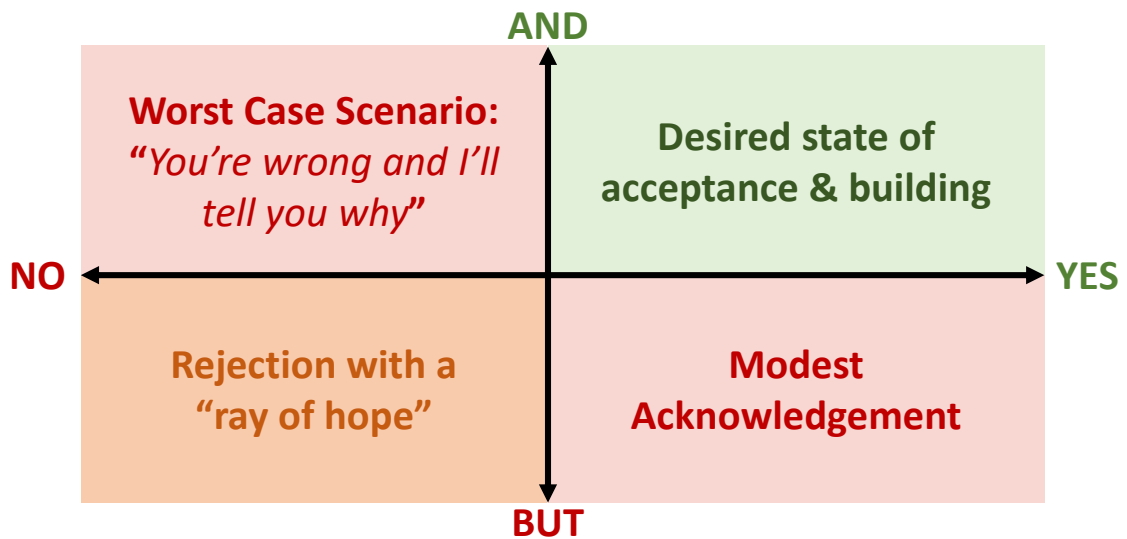 AND
Worst Case Scenario:
“You’re wrong and I’ll
tell you why”
Desired state of
acceptance & building
NO
YES
Rejection with a
“ray of hope”
Modest
Acknowledgement
BUT